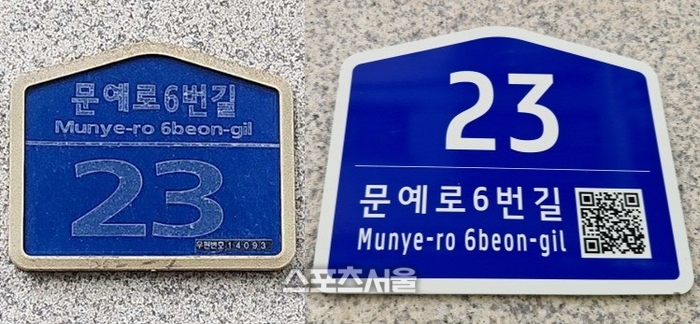 문예로6번길
Munye-ro 6beon-gil
23
우편번호 14093
23
문예로6번길
Munye-ro 6beon-gil
스포츠서울